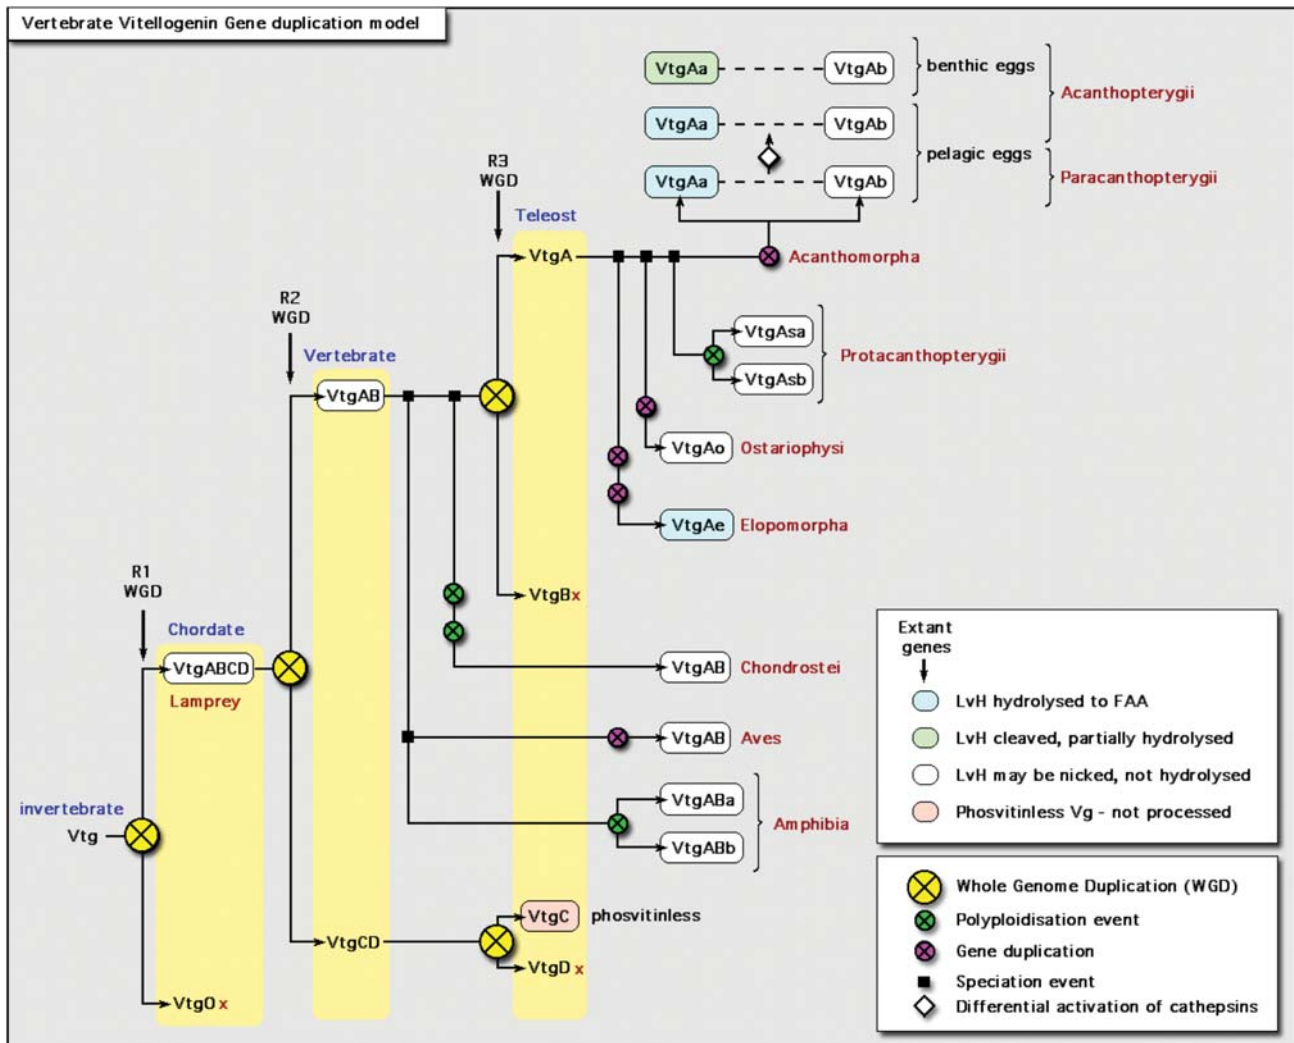 Vertebrate Vitellogenin Gene duplication model
VtgAa
VtgAb
benthic eggs
Acanthopterygii
VtgAa
VtgAb
pelagic eggs
VtgAa
VtgAb
Paracanthopterygii
R3
WGD
Teleost
VtgA
Acanthomorpha
R2
WGD
VtgAsa
Protacanthopterygii
VtgAsb
Vertebrate
VtgAB
VtgAo
Ostariophysi
VtgAe
Elopomorpha
R1
WGD
VtgB x
Chordate
VtgABCD
Lamprey
VtgAB
Chondrostei
VtgAB
Aves
invertebrate
Vtg
VtgABa
Amphibia
VtgABb
VtgC
phosvitinless
VtgCD
VtgD x
VtgO x
Extant
genes
LvH hydrolysed to FAA
LvH cleaved, partially hydrolysed
LvH may be nicked, not hydrolysed
Phosvitinless Vg - not processed
Whole Genome Duplication (WGD)
Polyploidisation event
Gene duplication
Speciation event
Differential activation of cathepsins